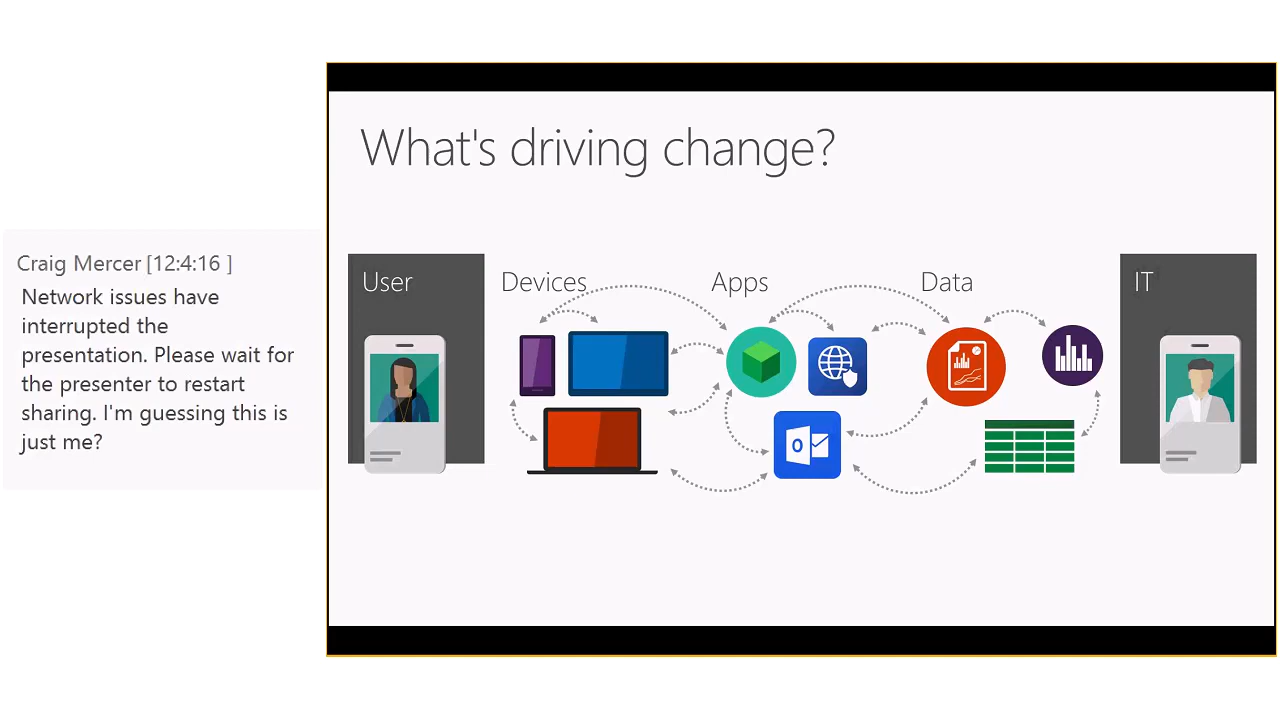 Craig Mercer [12:4:16 ]
Network issues have
interrupted the
presentation. Please wait for
the presenter to restart
sharing. I'm guessing this is
just me?
What's driving change?
User
Devices
Apps
Data
IT
O